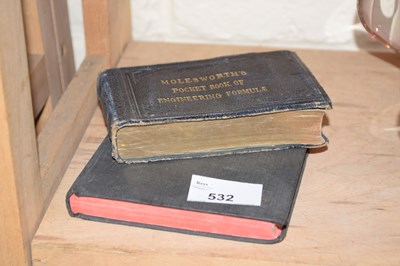 MOLESWORTH'S
POCKET BOOK OF
ENGINEERING FORMULÆ
532